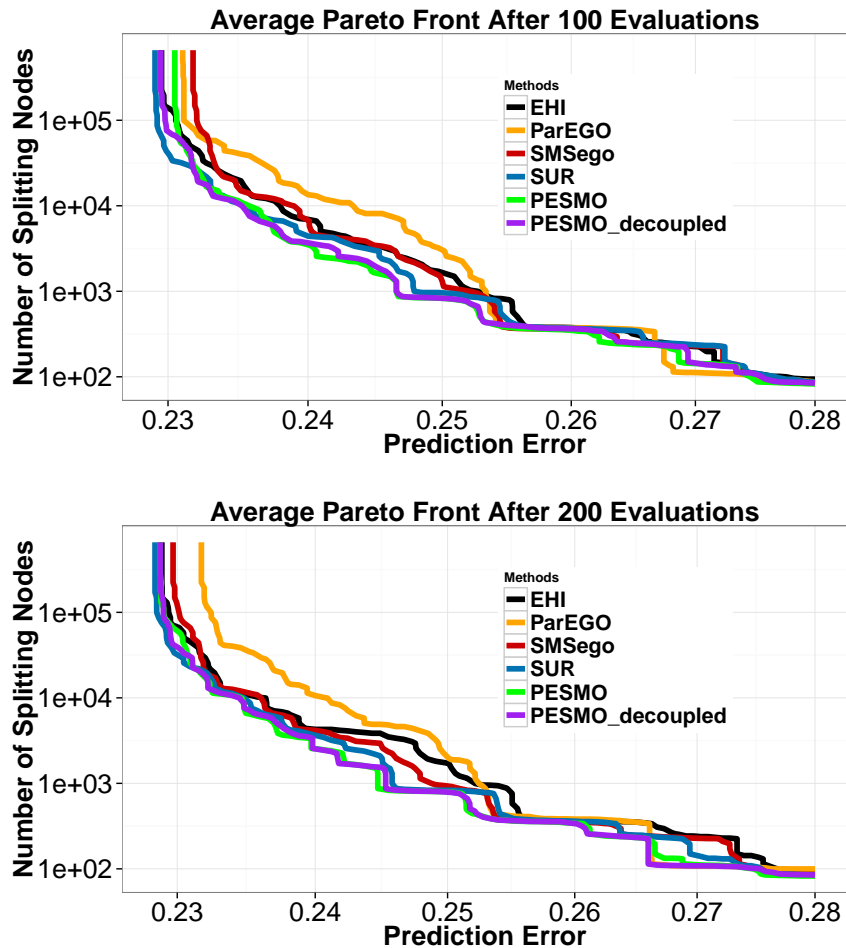 Average Pareto Front After 100 Evaluations
Number of Splitting Nodes
1e+05
1e+04
1e+03
1e+02
Methods
EHI
ParEGO
SMSego
SUR
PESMO
PESMO_decoupled
0.23 0.24 0.25 0.26 0.27 0.28
Prediction Error
Average Pareto Front After 200 Evaluations
Number of Splitting Nodes
1e+05
1e+04
1e+03
1e+02
Methods
EHI
ParEGO
SMSego
SUR
PESMO
PESMO_decoupled
0.23 0.24 0.25 0.26 0.27 0.28
Prediction Error